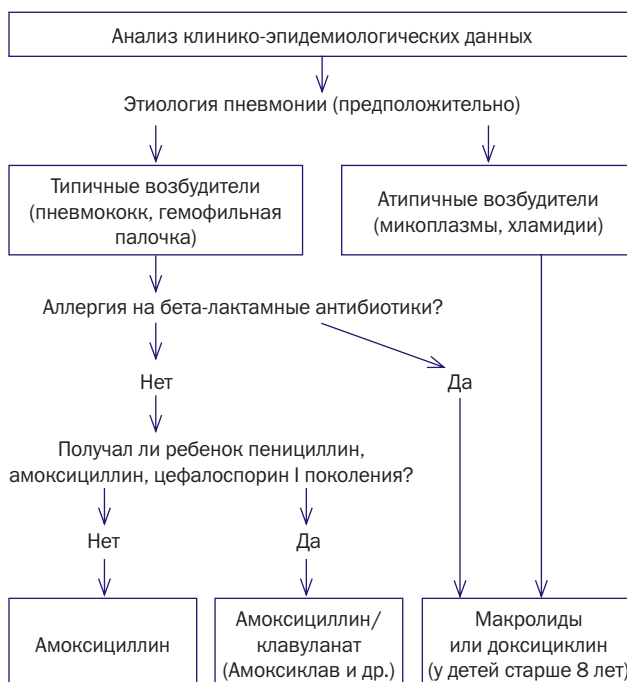 Анализ клинико-эпидемиологических данных
Этиология пневмонии (предположительно)
Типичные возбудители
(пневмококк, гемофильная
палочка)
Атипичные возбудители
(микоплазмы, хламидии)
Аллергия на бета-лактамные антибиотики?
Нет
Да
Получал ли ребенок пенициллин,
амоксициллин, цефалоспорин I поколения?
Нет
Да
Амоксициллин
Амоксициллин/
клавуланат
(Амоксиклав и др.)
Макролиды
или доксициклин
(у детей старше 8 лет)